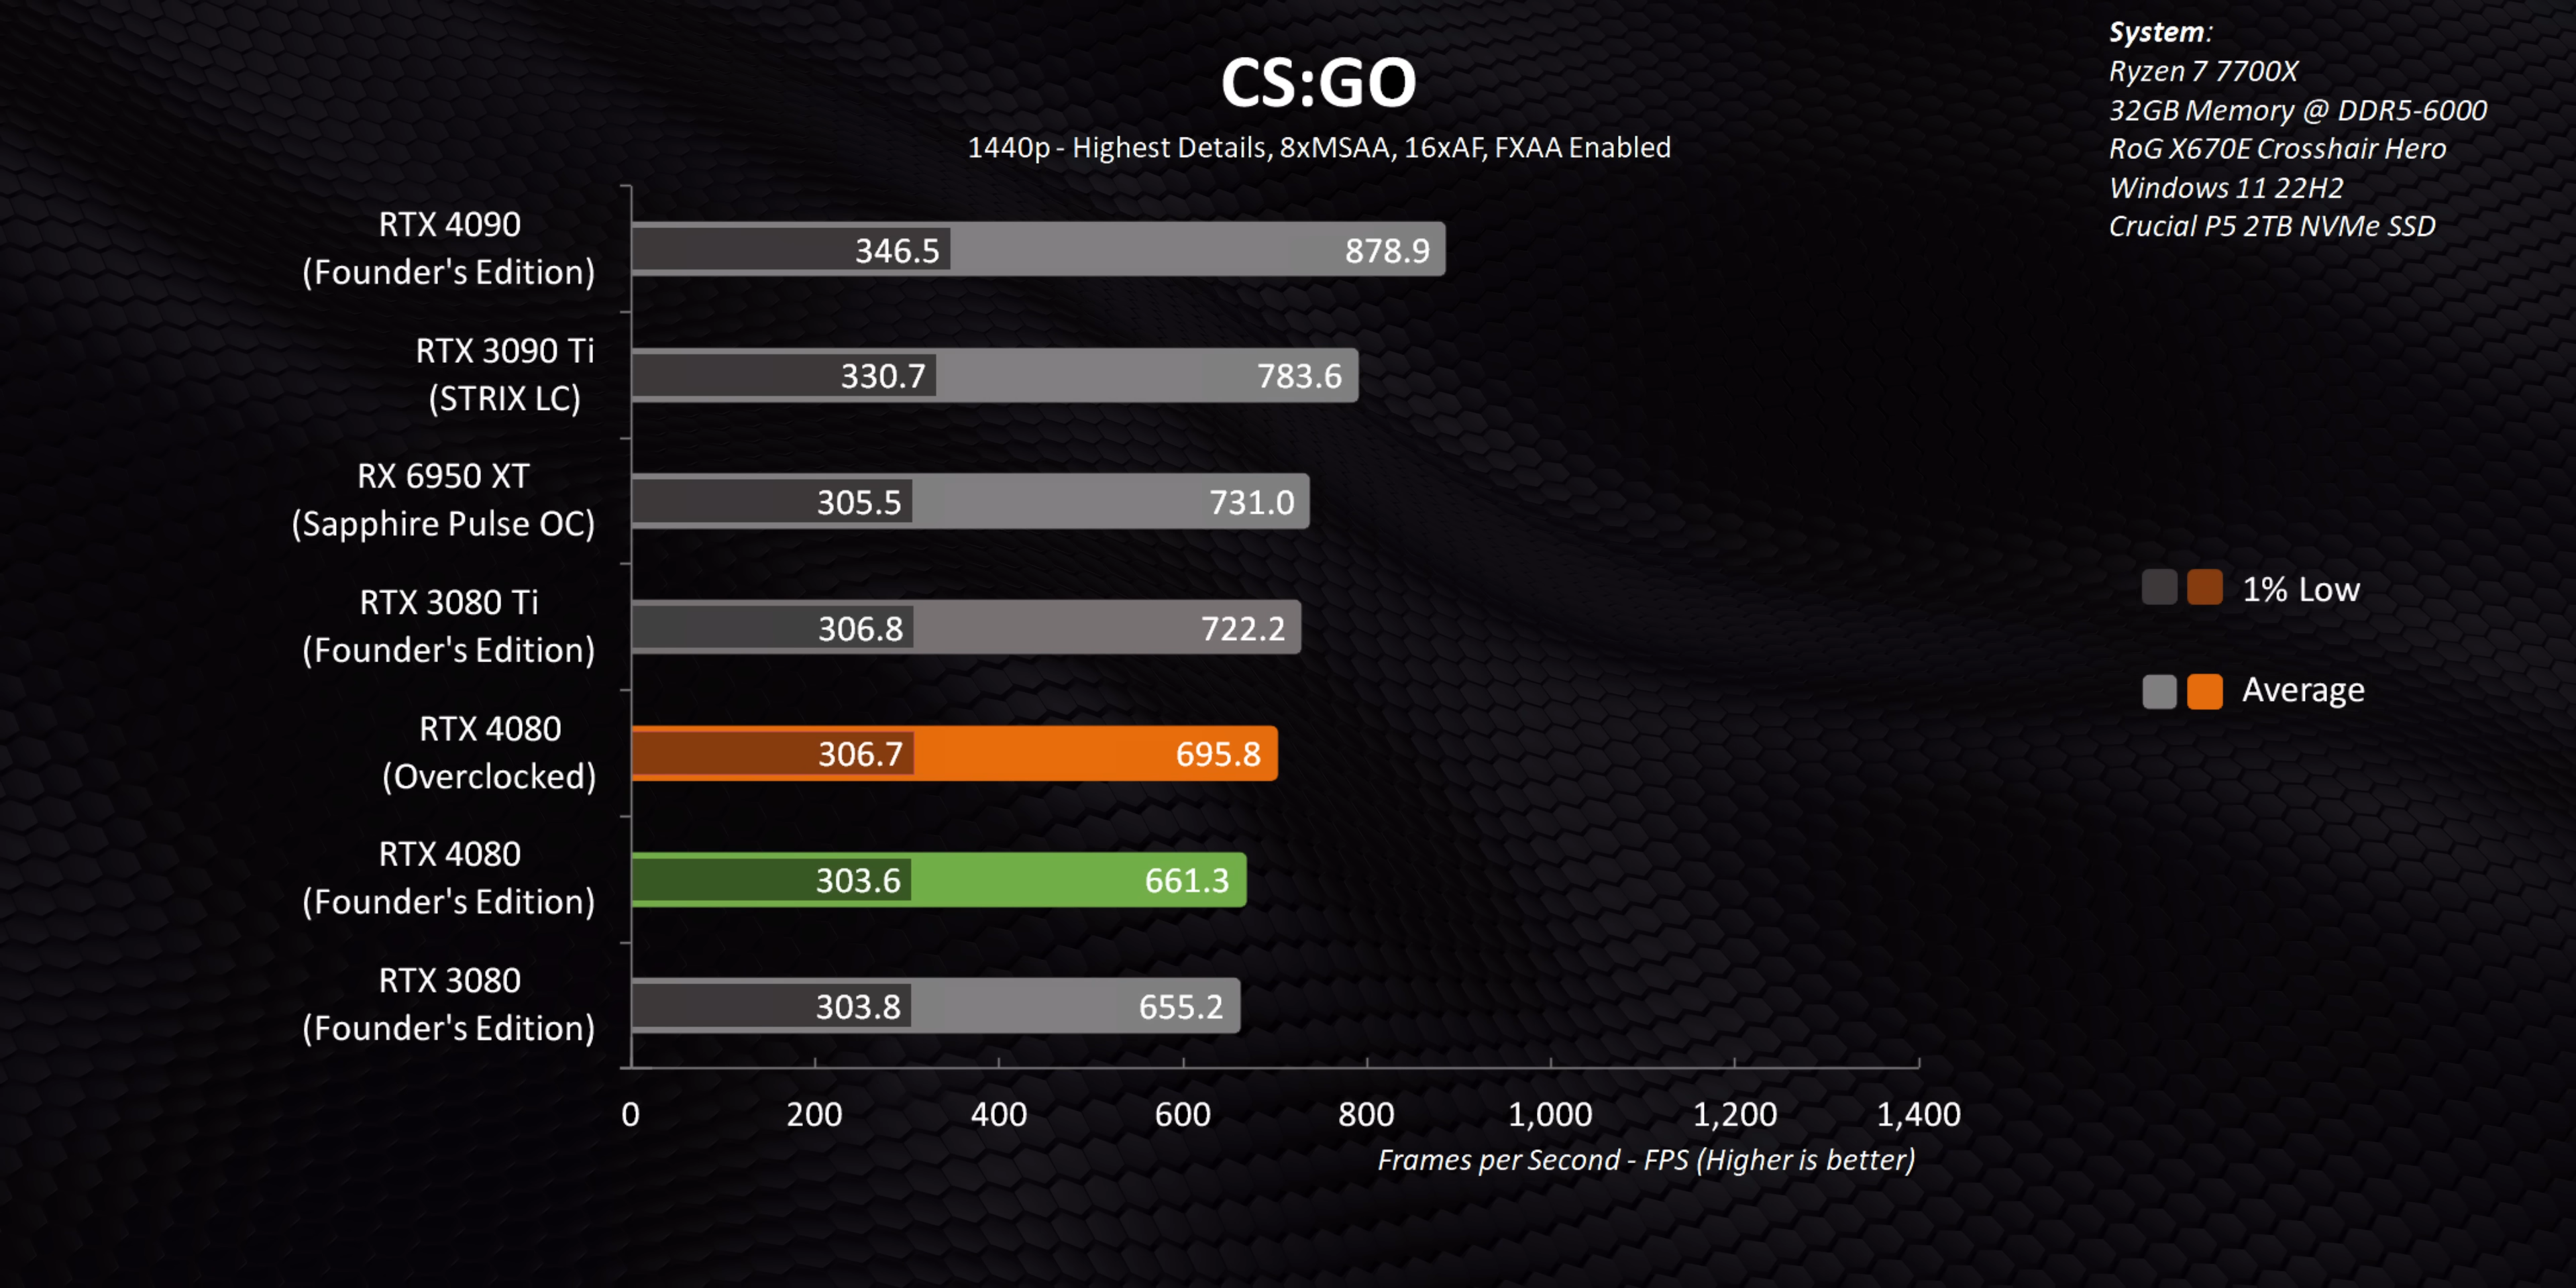 CS:GO
1440p - Highest Details, 8xMSAA, 16xAF, FXAA Enabled
System:
Ryzen 7 7700X
32GB Memory @ DDR5-6000
RoG X670E Crosshair Hero
Windows 11 22H2
Crucial P5 2TB NVMe SSD
RTX 4090
(Founder's Edition)
346.5 878.9
RTX 3090 Ti
(STRIX LC)
330.7 783.6
RX 6950 XT
(Sapphire Pulse OC)
305.5 731.0
RTX 3080 Ti
(Founder's Edition)
306.8 722.2
RTX 4080
(Overclocked)
306.7 695.8
RTX 4080
(Founder's Edition)
303.6 661.3
RTX 3080
(Founder's Edition)
303.8 655.2
1% Low
Average
0 200 400 600 800 1,000 1,200 1,400
Frames per Second - FPS (Higher is better)